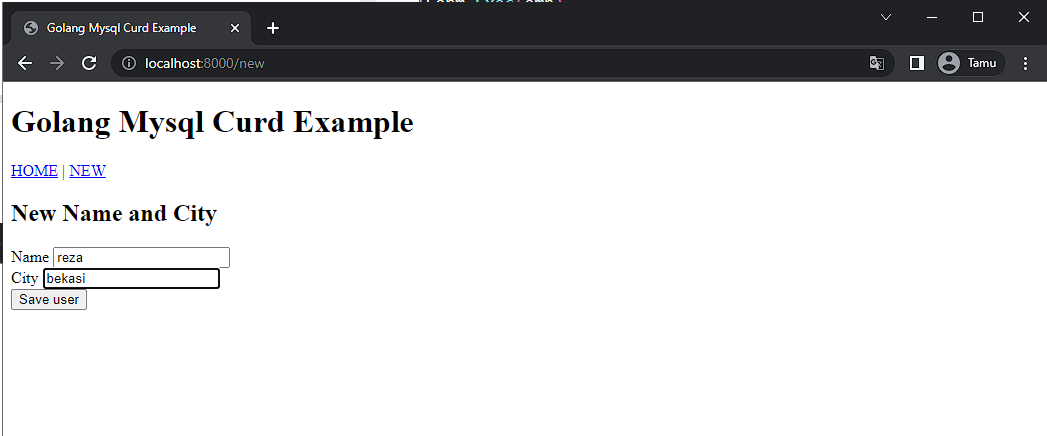 Golang Mysql Curd Example
localhost:8000/new
Tamu
Golang Mysql Curd Example
HOME | NEW
New Name and City
Name reza
City bekasi
Save user